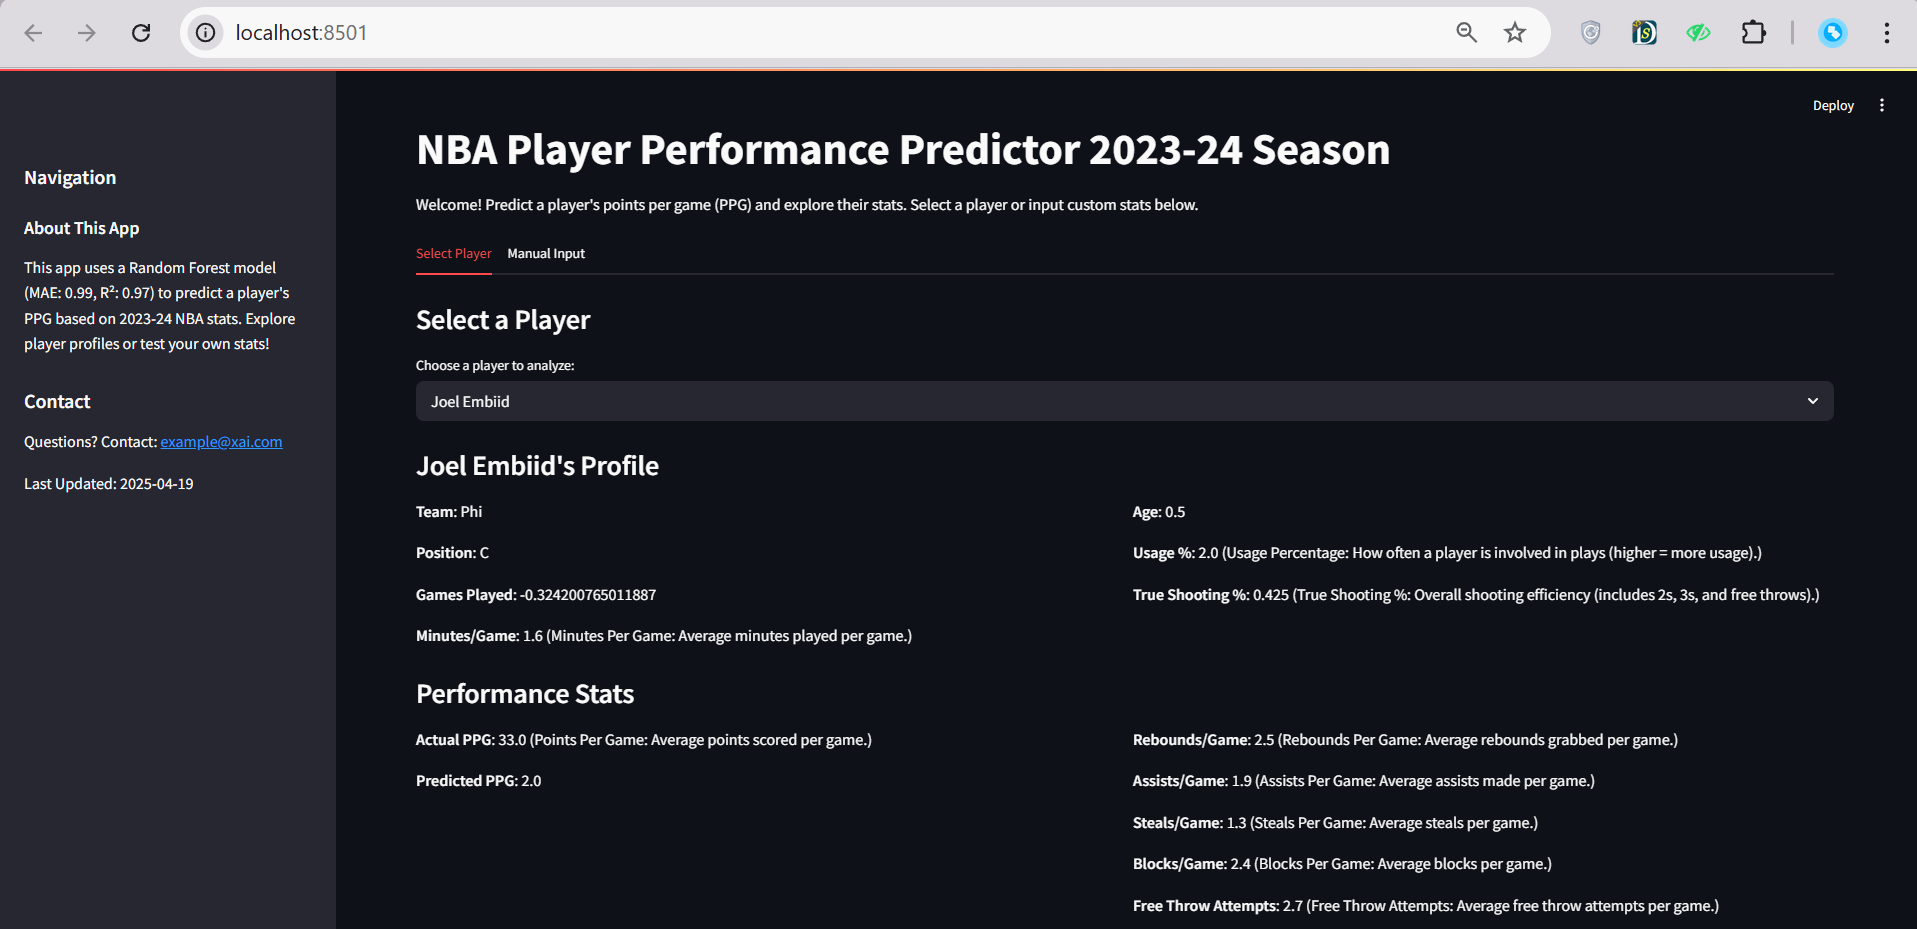 localhost:8501
Deploy
Navigation
About This App
This app uses a Random Forest model
(MAE: 0.99, R²: 0.97) to predict a player's
PPG based on 2023-24 NBA stats. Explore
player profiles or test your own stats!
Contact
Questions? Contact: example@xai.com
Last Updated: 2025-04-19
NBA Player Performance Predictor 2023-24 Season
Welcome! Predict a player's points per game (PPG) and explore their stats. Select a player or input custom stats below.
Select Player Manual Input
Select a Player
Choose a player to analyze:
Joel Embiid
Joel Embiid's Profile
Team: Phi
Position: C
Games Played: -0.324200765011887
Minutes/Game: 1.6 (Minutes Per Game: Average minutes played per game.)
Age: 0.5
Usage %: 2.0 (Usage Percentage: How often a player is involved in plays (higher = more usage).)
True Shooting %: 0.425 (True Shooting %: Overall shooting efficiency (includes 2s, 3s, and free throws).)
Performance Stats
Actual PPG: 33.0 (Points Per Game: Average points scored per game.)
Predicted PPG: 2.0
Rebounds/Game: 2.5 (Rebounds Per Game: Average rebounds grabbed per game.)
Assists/Game: 1.9 (Assists Per Game: Average assists made per game.)
Steals/Game: 1.3 (Steals Per Game: Average steals per game.)
Blocks/Game: 2.4 (Blocks Per Game: Average blocks per game.)
Free Throw Attempts: 2.7 (Free Throw Attempts: Average free throw attempts per game.)